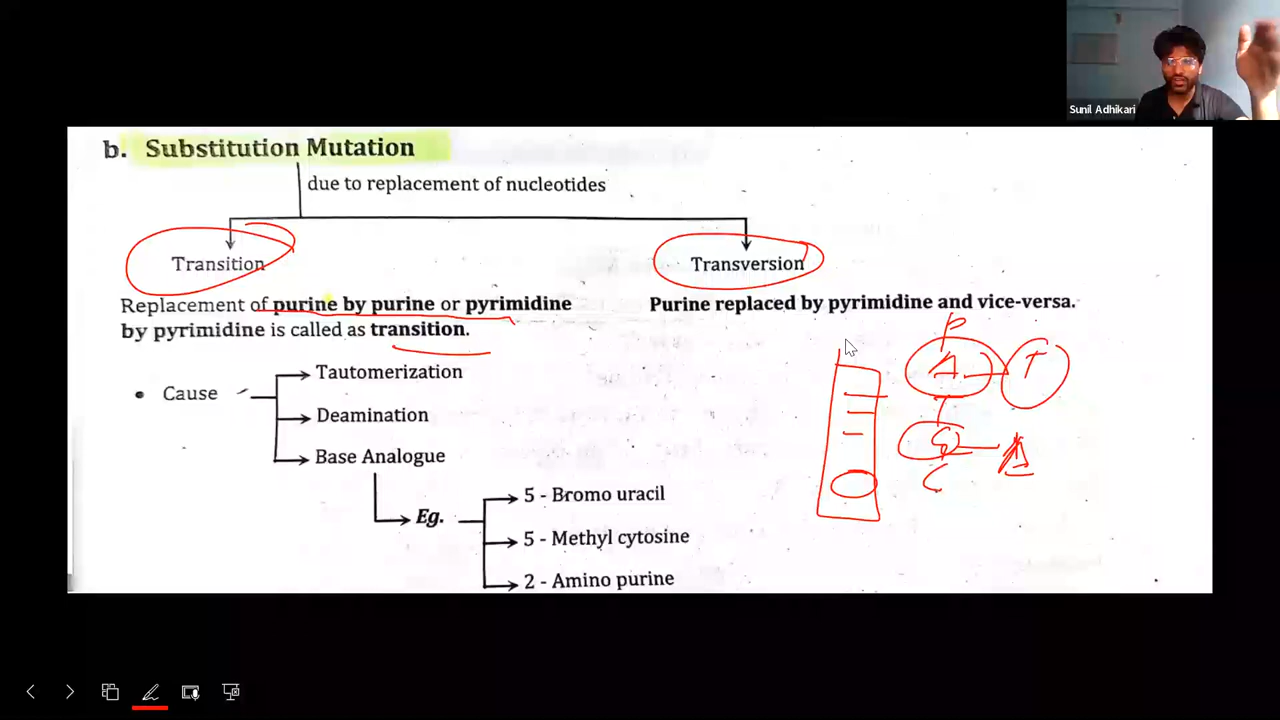 Sunil Adhikari
b. Substitution Mutation
due to replacement of nucleotides
Transition
Transversion
Replacement of purine by purine or pyrimidine
by pyrimidine is called as transition.
Purine replaced by pyrimidine and vice-versa.
P
A T
T
G A
C
Cause
Tautomerization
Deamination
Base Analogue
Eg.
5 - Bromo uracil
5 - Methyl cytosine
2 - Amino purine